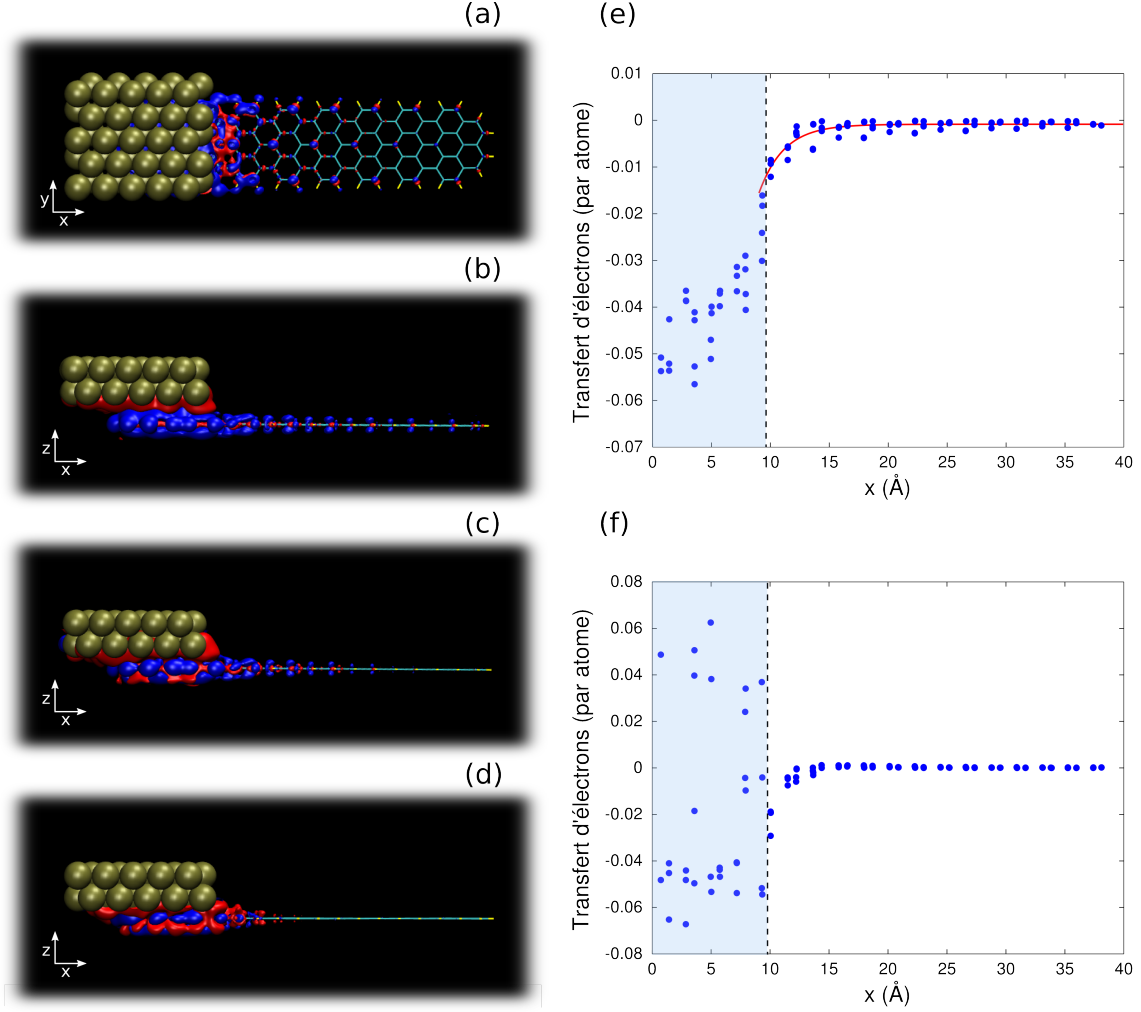 (a)
y
x
(b)
z
x
(c)
z
x
(d)
z
x
(e)
0.01
0
-0.01
-0.02
-0.03
-0.04
-0.05
-0.06
-0.07
Transfert d'électrons (par atome)
0 5 10 15 20 25 30 35 40
x (Å)
(f)
0.08
0.06
0.04
0.02
0
-0.02
-0.04
-0.06
-0.08
Transfert d'électrons (par atome)
0 5 10 15 20 25 30 35 40
x (Å)